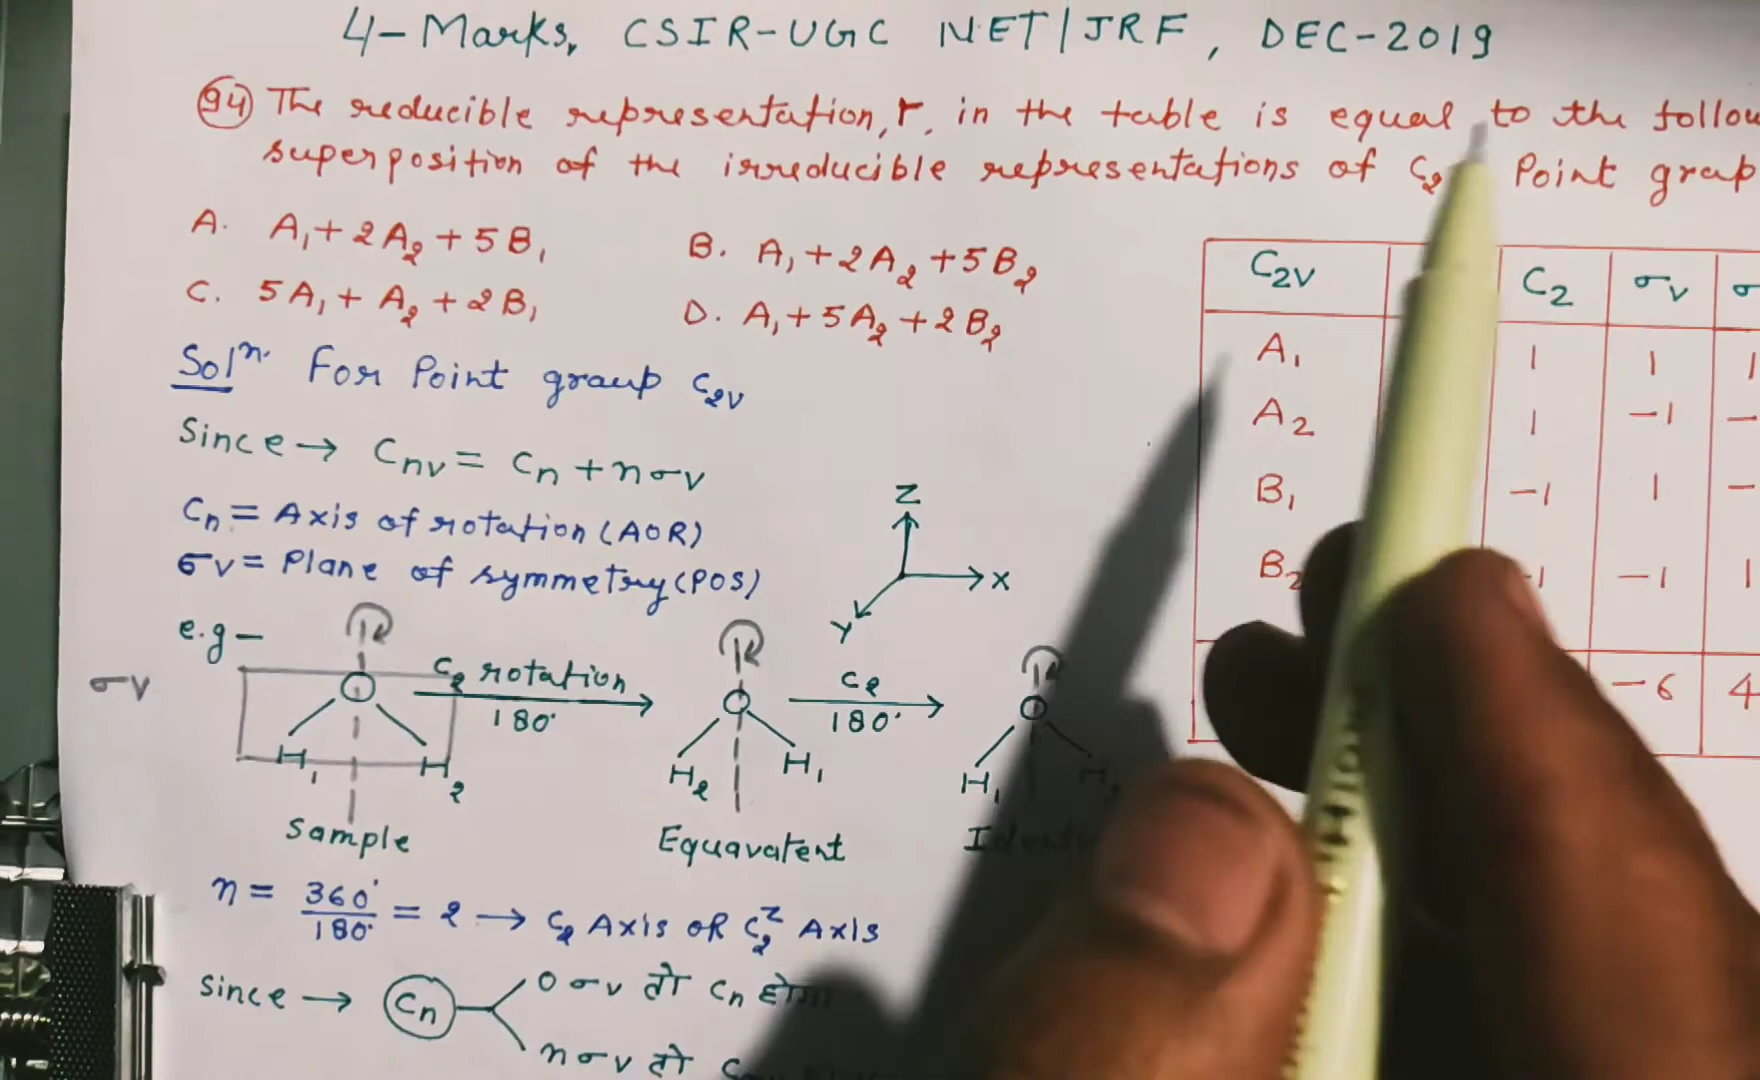 4-Marks, CSIR-UGC NET/JRF, DEC-2019
94 The reducible representation, Γ, in the table is equal to the follow
superposition of the irreducible representations of C2 Point group
A. A1 + 2A2 + 5B1
B. A1 + 2A2 + 5B2
C. 5A1 + A2 + 2B1
D. A1 + 5A2 + 2B2
C2V C2 σv σ
A1 1 1 1
A2 1 -1 -
B1 -1 1 -
B2 -1 -1 1
-6 4
Soln. For Point group C2V
Since → Cnv = Cn + nσv
Cn = Axis of rotation (AOR)
σv = Plane of symmetry (POS)
Z
X
Y
e.g-
σv
H1 H2
C2 rotation
180°
H2 H1
C2
180°
H1
Sample
Equavatent
η = 360°/180° = 2 → C2 Axis OR C2^Z Axis
Since → Cn
0 σv तो Cn
nσv तो